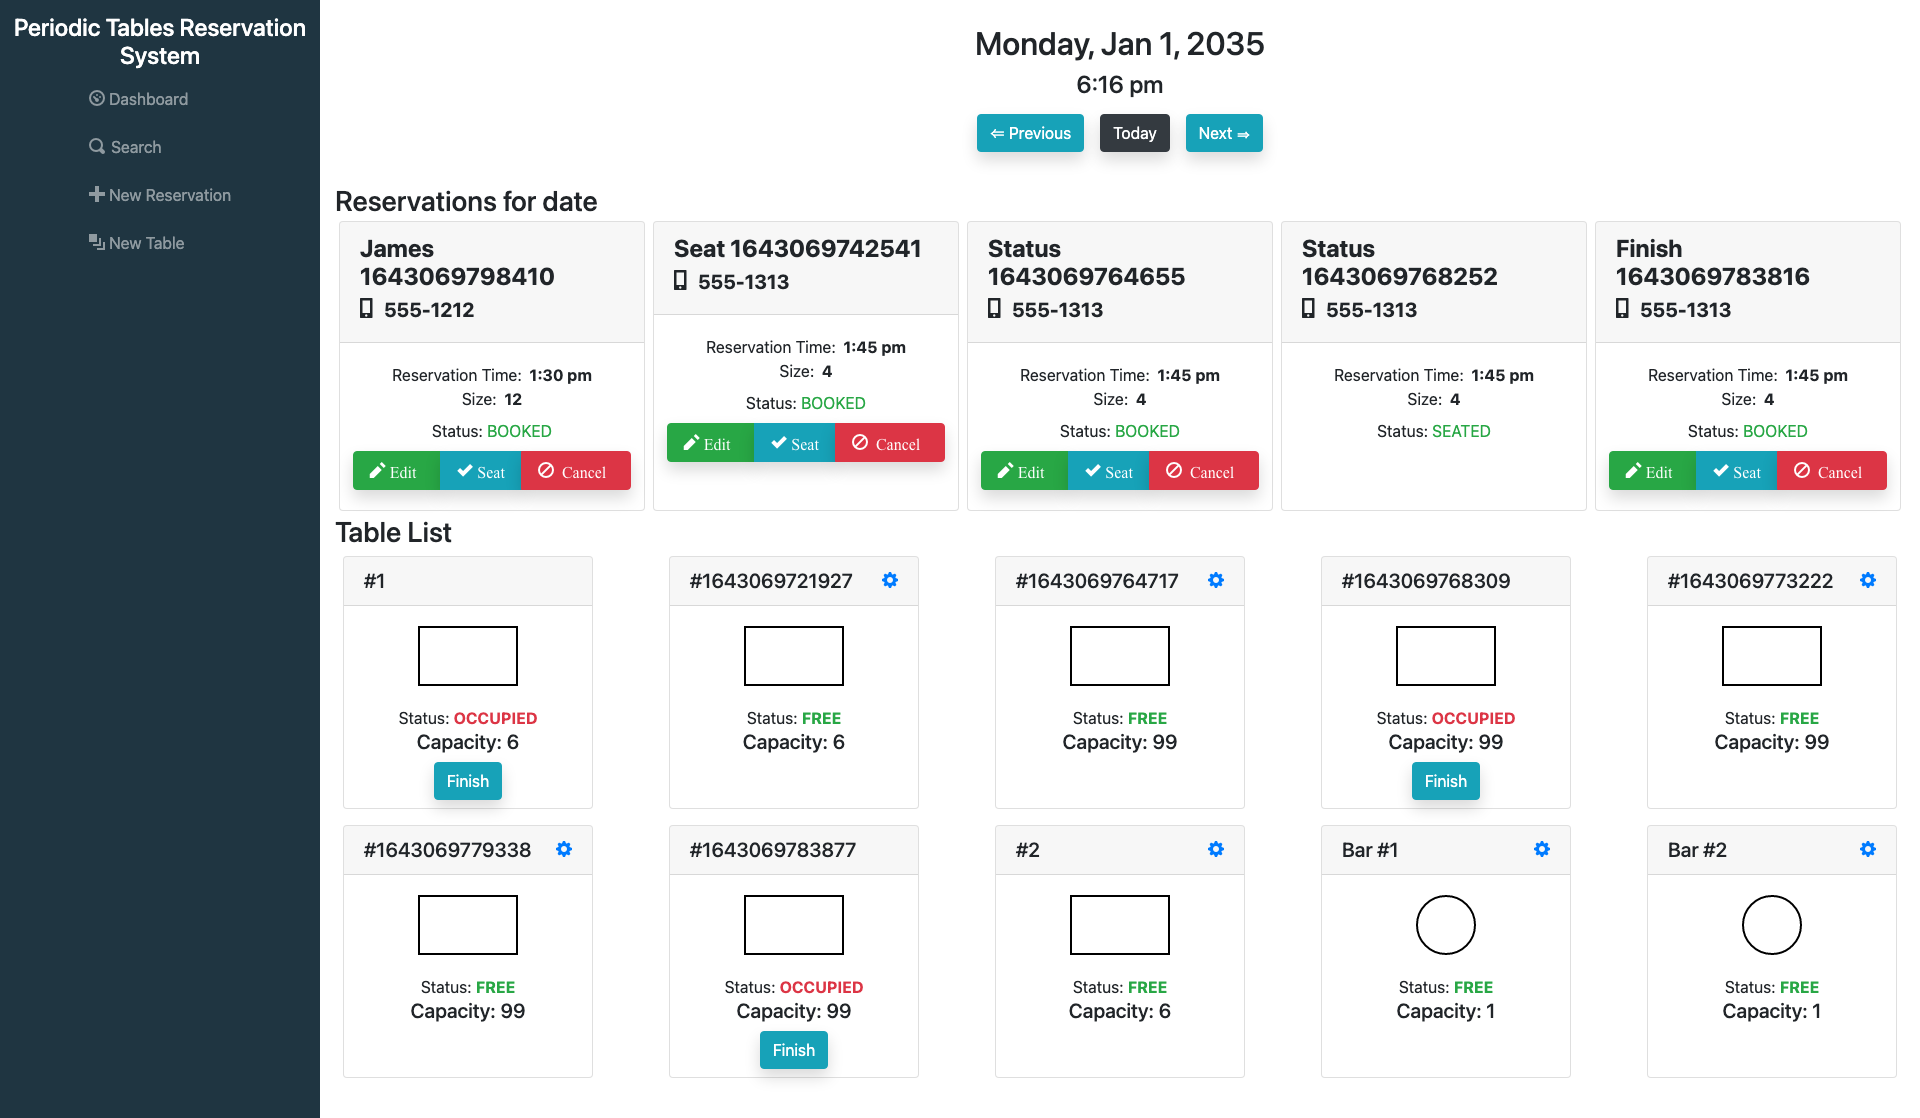 Periodic Tables Reservation
System
Dashboard
Search
New Reservation
New Table
Monday, Jan 1, 2035
6:16 pm
⇐ Previous
Today
Next ⇒
Reservations for date
James
1643069798410
555-1212
Reservation Time: 1:30 pm
Size: 12
Status: BOOKED
Edit
Seat
Cancel
Seat 1643069742541
555-1313
Reservation Time: 1:45 pm
Size: 4
Status: BOOKED
Edit
Seat
Cancel
Status
1643069764655
555-1313
Reservation Time: 1:45 pm
Size: 4
Status: BOOKED
Edit
Seat
Cancel
Status
1643069768252
555-1313
Reservation Time: 1:45 pm
Size: 4
Status: SEATED
Finish
1643069783816
555-1313
Reservation Time: 1:45 pm
Size: 4
Status: BOOKED
Edit
Seat
Cancel
Table List
#1
Status: OCCUPIED
Capacity: 6
Finish
#1643069721927
Status: FREE
Capacity: 6
#1643069764717
Status: FREE
Capacity: 99
#1643069768309
Status: OCCUPIED
Capacity: 99
Finish
#1643069773222
Status: FREE
Capacity: 99
#1643069779338
Status: FREE
Capacity: 99
#1643069783877
Status: OCCUPIED
Capacity: 99
Finish
#2
Status: FREE
Capacity: 6
Bar #1
Status: FREE
Capacity: 1
Bar #2
Status: FREE
Capacity: 1